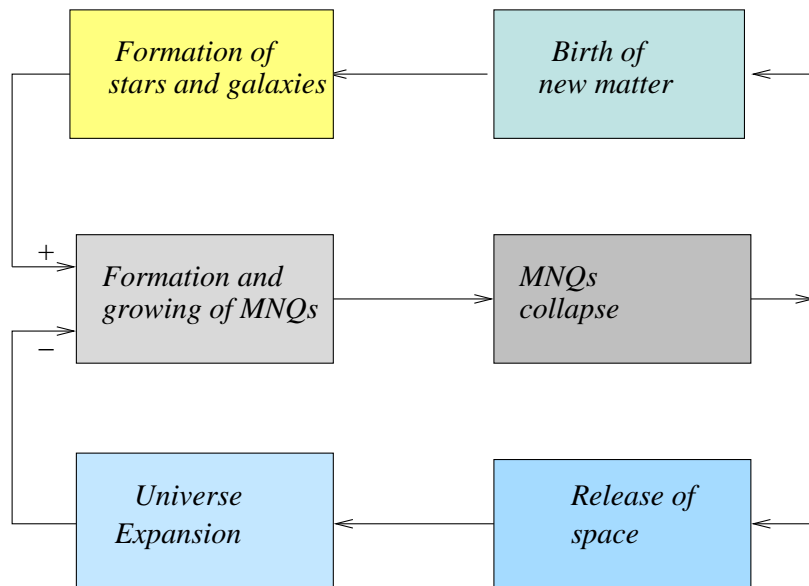 Formation of
stars and galaxies
Birth of
new matter
+
Formation and
growing of MNQs
MNQs
collapse
−
Universe
Expansion
Release of
space